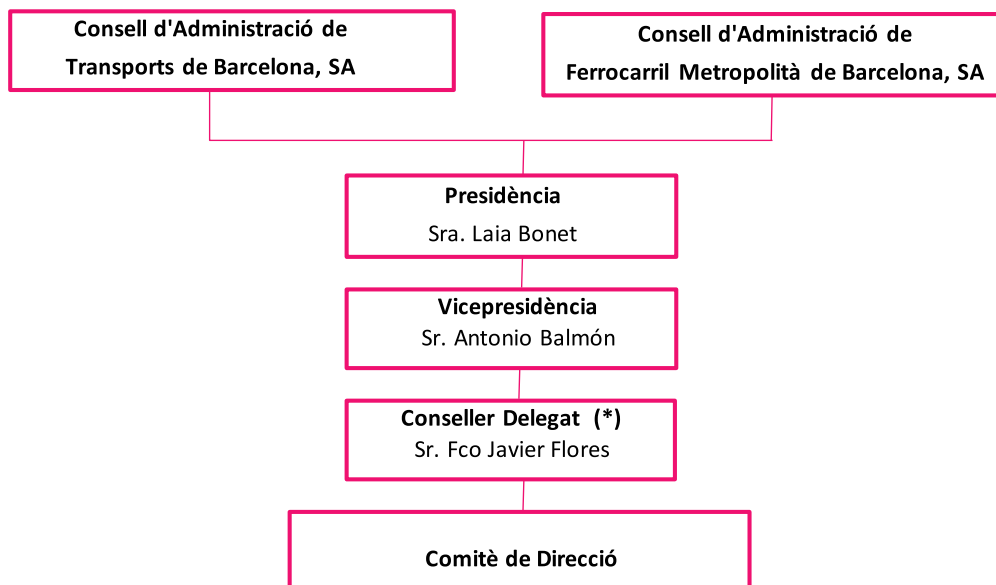 Consell d'Administració de
Transports de Barcelona, SA
Consell d'Administració de
Ferrocarril Metropolità de Barcelona, SA
Presidència
Sra. Laia Bonet
Vicepresidència
Sr. Antonio Balmón
Conseller Delegat (*)
Sr. Fco Javier Flores
Comitè de Direcció